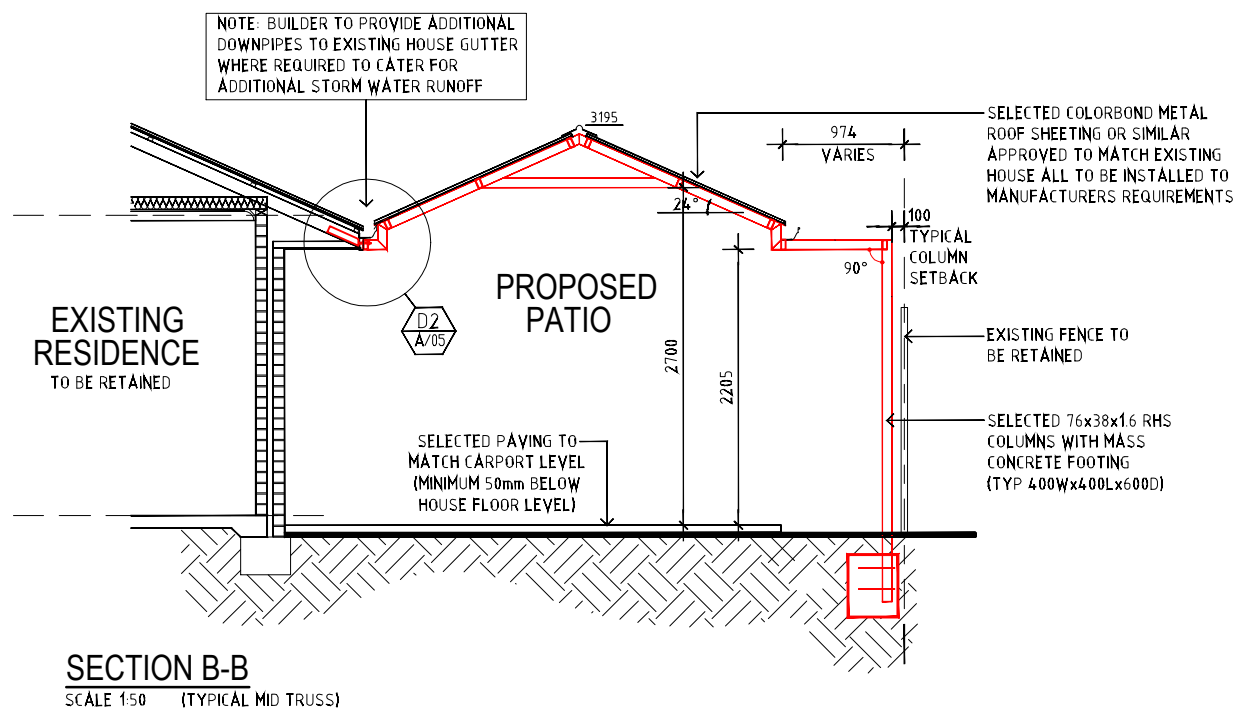 NOTE: BUILDER TO PROVIDE ADDITIONAL
DOWNPIPES TO EXISTING HOUSE GUTTER
WHERE REQUIRED TO CATER FOR
ADDITIONAL STORM WATER RUNOFF
3195
974
VARIES
SELECTED COLORBOND METAL
ROOF SHEETING OR SIMILAR
APPROVED TO MATCH EXISTING
HOUSE ALL TO BE INSTALLED TO
MANUFACTURERS REQUIREMENTS
24°
100
TYPICAL
COLUMN
SETBACK
90°
PROPOSED
PATIO
D2
A/05
EXISTING
RESIDENCE
TO BE RETAINED
2700
2205
EXISTING FENCE TO
BE RETAINED
SELECTED 76x38x1.6 RHS
COLUMNS WITH MASS
CONCRETE FOOTING
(TYP 400Wx400Lx600D)
SELECTED PAVING TO
MATCH CARPORT LEVEL
(MINIMUM 50mm BELOW
HOUSE FLOOR LEVEL)
SECTION B-B
SCALE 1:50 (TYPICAL MID TRUSS)